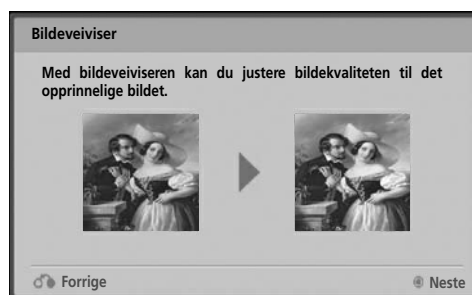 Bildeveiviser
Med bildeveiviseren kan du justere bildekvaliteten til det
opprinnelige bildet.
Forrige
Neste